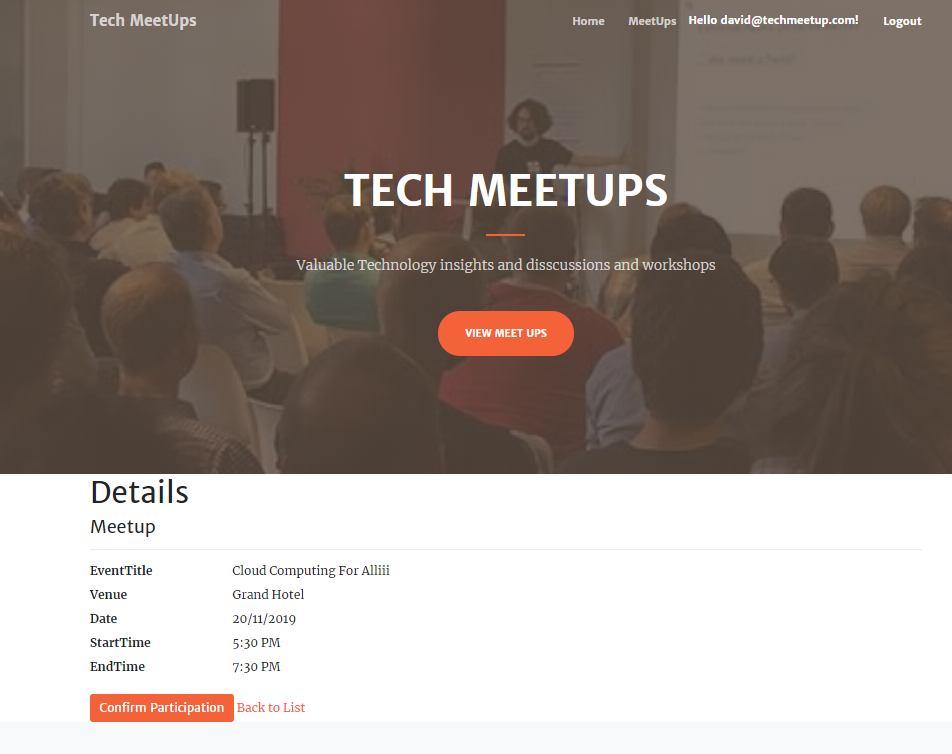 Tech MeetUps
Home MeetUps Hello david@techmeetup.com! Logout
TECH MEETUPS
Valuable Technology insights and disscussions and workshops
VIEW MEET UPS
Details
Meetup
EventTitle Cloud Computing For Alliii
Venue Grand Hotel
Date 20/11/2019
StartTime 5:30 PM
EndTime 7:30 PM
Confirm Participation Back to List